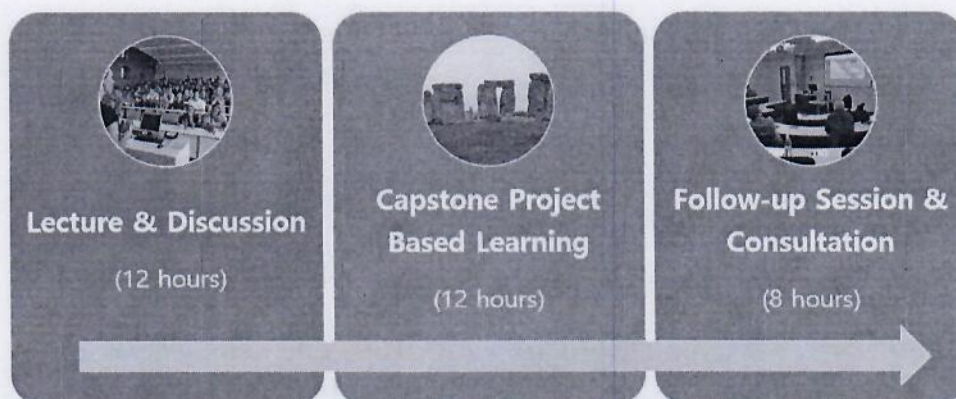 Lecture & Discussion
(12 hours)
Capstone Project
Based Learning
(12 hours)
Follow-up Session &
Consultation
(8 hours)